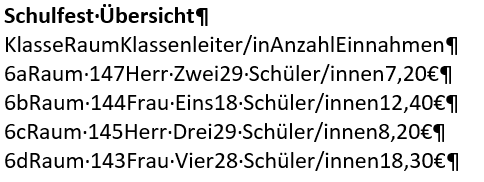 Schulfest·Übersicht¶
KlasseRaumKlassenleiter/inAnzahlEinnahmen¶
6aRaum·147Herr·Zwei29·Schüler/innen7,20€¶
6bRaum·144Frau·Eins18·Schüler/innen12,40€¶
6cRaum·145Herr·Drei29·Schüler/innen8,20€¶
6dRaum·143Frau·Vier28·Schüler/innen18,30€¶